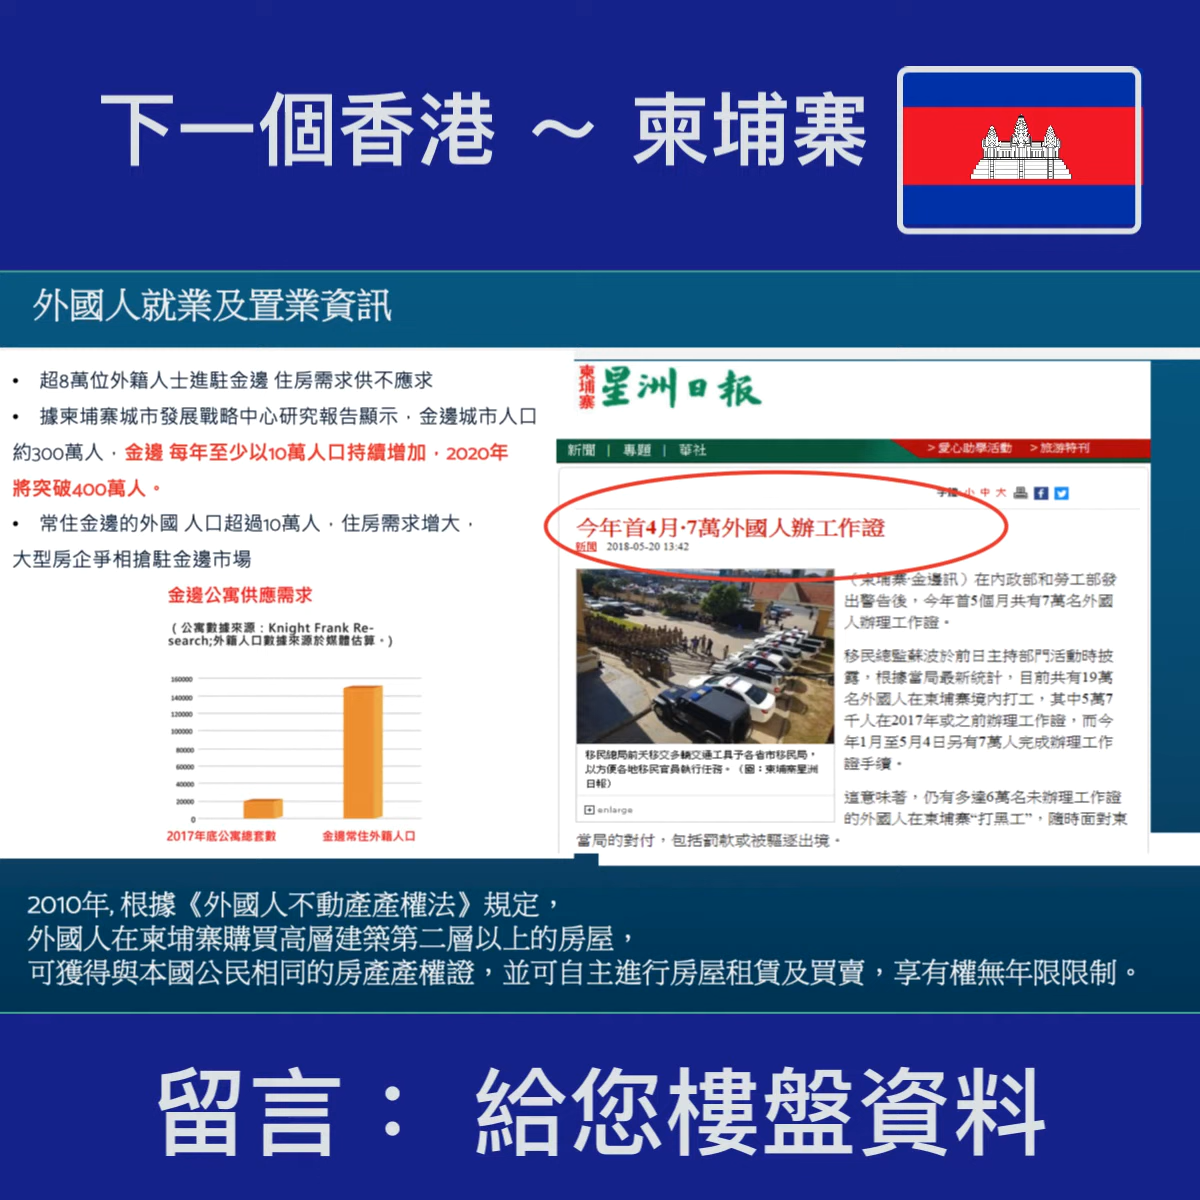 下一個香港 ～ 柬埔寨
外國人就業及置業資訊
• 超8萬位外籍人士進駐金邊 住房需求供不應求
• 據柬埔寨城市發展戰略中心研究報告顯示，金邊城市人口
約300萬人，金邊 每年至少以10萬人口持續增加，2020年
將突破400萬人。
• 常住金邊的外國 人口超過10萬人，住房需求增大，
大型房企爭相搶駐金邊市場
金邊公寓供應需求
（公寓數據來源：Knight Frank Re-
search;外籍人口數據來源於媒體估算。)
160000
140000
120000
100000
80000
60000
40000
20000
0
2017年底公寓總套數
金邊常住外籍人口
柬埔寨
星洲日報
新聞 | 專題 | 華社
> 愛心助學活動 > 旅遊特刊
字體 小 中 大
今年首4月‧7萬外國人辦工作證
新聞 2018-05-20 13:42
移民總局前天移交多輛交通工具予各省市移民局，
以方便各地移民官員執行任務。（圖：柬埔寨星洲
日報）
enlarge
（柬埔寨‧金邊訊）在內政部和勞工部發
出警告後，今年首5個月共有7萬名外國
人辦理工作證。
移民總監蘇波於前日主持部門活動時披
露，根據當局最新統計，目前共有19萬
名外國人在柬埔寨境內打工，其中5萬7
千人在2017年或之前辦理工作證，而今
年1月至5月4日另有7萬人完成辦理工作
證手續。
這意味著，仍有多達6萬名未辦理工作證
的外國人在柬埔寨“打黑工”，隨時面對柬
當局的對付，包括罰款或被驅逐出境。
2010年, 根據《外國人不動產產權法》規定，
外國人在柬埔寨購買高層建築第二層以上的房屋，
可獲得與本國公民相同的房產產權證，並可自主進行房屋租賃及買賣，享有權無年限限制。
留言： 給您樓盤資料